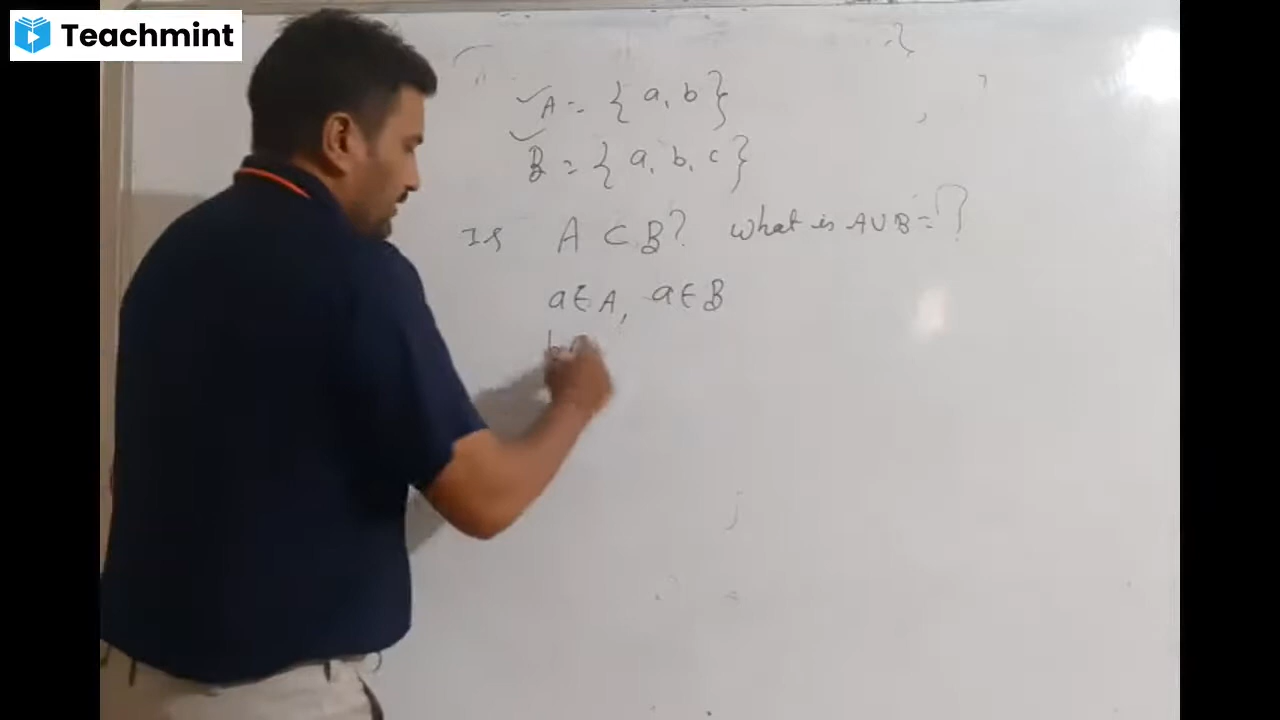 Teachmint
A = { a, b }
B = { a, b, c }
Is A ⊂ B? What is A∪B = ?
a ∈ A, a ∈ B
b